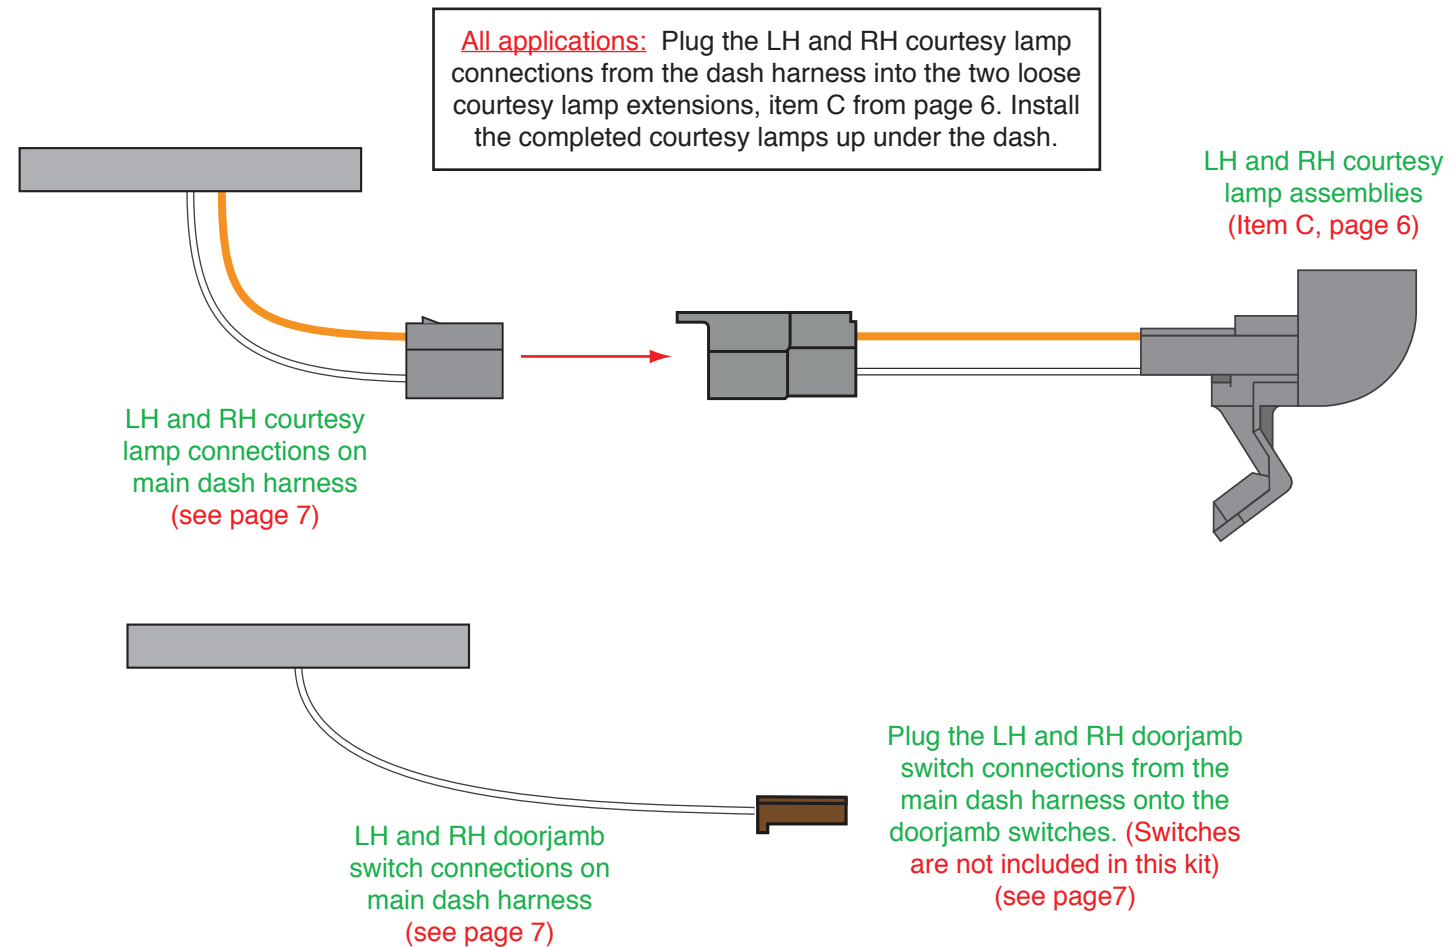 All applications: Plug the LH and RH courtesy lamp
connections from the dash harness into the two loose
courtesy lamp extensions, item C from page 6. Install
the completed courtesy lamps up under the dash.
LH and RH courtesy
lamp assemblies
(Item C, page 6)
LH and RH courtesy
lamp connections on
main dash harness
(see page 7)
Plug the LH and RH doorjamb
switch connections from the
main dash harness onto the
doorjamb switches. (Switches
are not included in this kit)
(see page7)
LH and RH doorjamb
switch connections on
main dash harness
(see page 7)